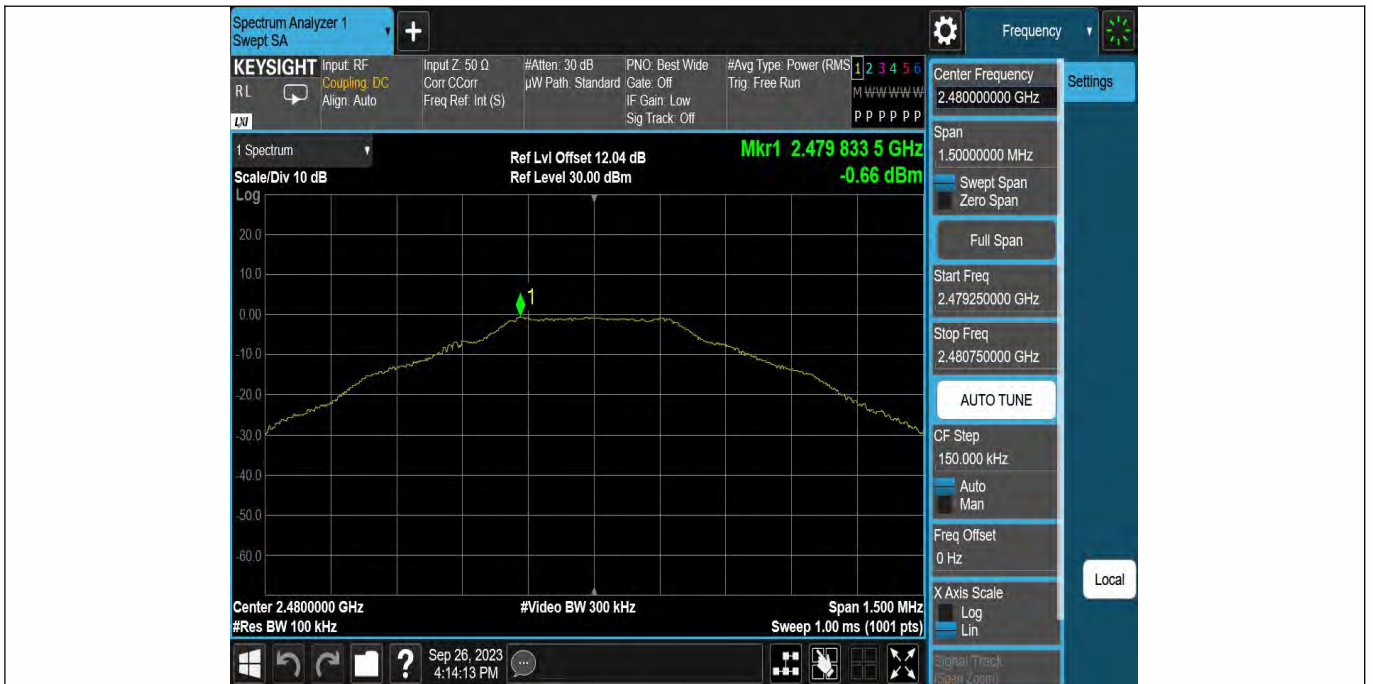 Spectrum Analyzer 1
Swept SA
+
Frequency
KEYSIGHT
RL
LXI
Input: RF
Coupling: DC
Align: Auto
Input Z: 50 Ω
Corr CCorr
Freq Ref: Int (S)
#Atten: 30 dB
µW Path: Standard
PNO: Best Wide
Gate: Off
IF Gain: Low
Sig Track: Off
#Avg Type: Power (RMS
Trig: Free Run
1 2 3 4 5 6
M W W W W W
P P P P P P
1 Spectrum
Scale/Div 10 dB
Ref Lvl Offset 12.04 dB
Ref Level 30.00 dBm
Mkr1 2.479 833 5 GHz
-0.66 dBm
Log
20.0
10.0
0.00
-10.0
-20.0
-30.0
-40.0
-50.0
-60.0
1
Center 2.4800000 GHz
#Res BW 100 kHz
#Video BW 300 kHz
Span 1.500 MHz
Sweep 1.00 ms (1001 pts)
Center Frequency
2.480000000 GHz
Settings
Span
1.50000000 MHz
Swept Span
Zero Span
Full Span
Start Freq
2.479250000 GHz
Stop Freq
2.480750000 GHz
AUTO TUNE
CF Step
150.000 kHz
Auto
Man
Freq Offset
0 Hz
X Axis Scale
Log
Lin
Signal Track
(Span Zoom)
Local
?
Sep 26, 2023
4:14:13 PM